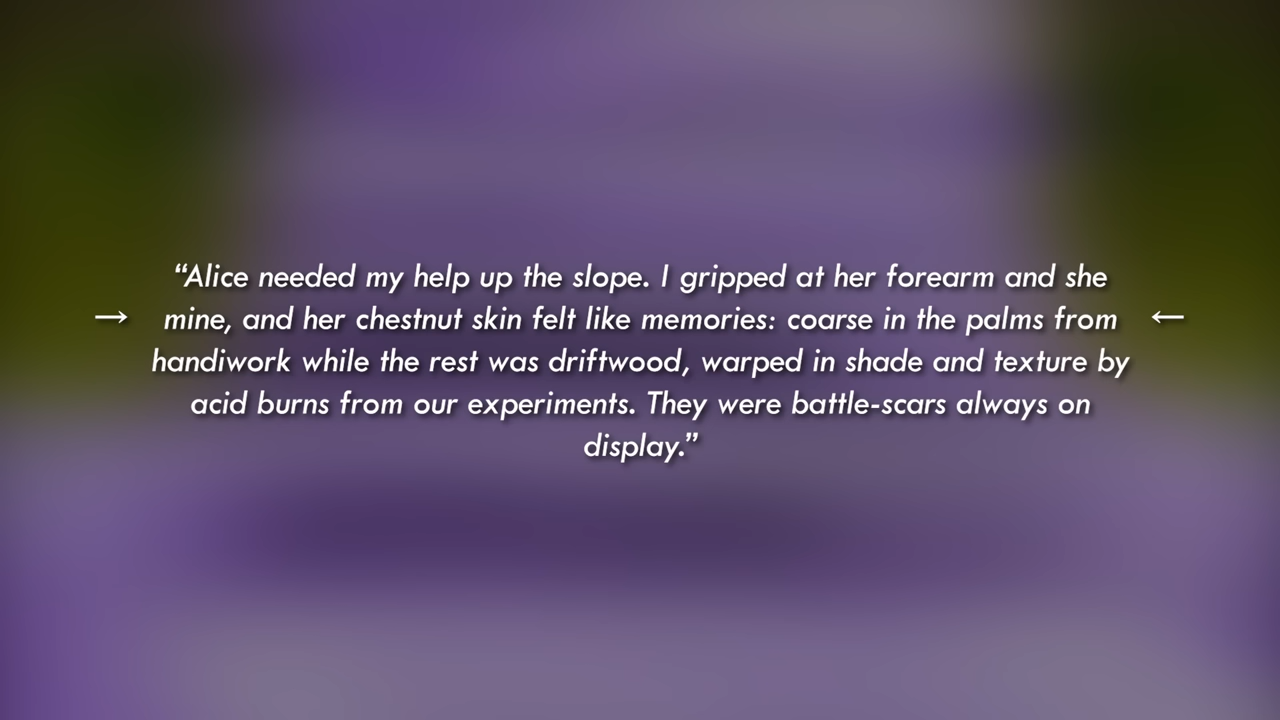 “Alice needed my help up the slope. I gripped at her forearm and she
→ mine, and her chestnut skin felt like memories: coarse in the palms from ←
handiwork while the rest was driftwood, warped in shade and texture by
acid burns from our experiments. They were battle-scars always on
display.”